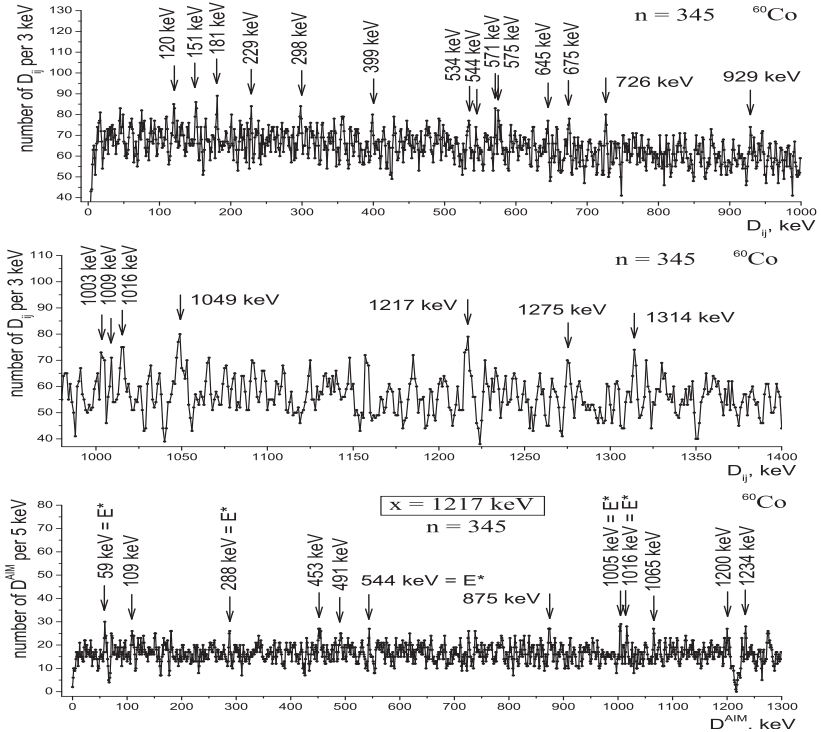 n = 345
⁶⁰Co
number of Dij per 3 keV
130
120
110
100
90
80
70
60
50
40
120 keV
151 keV
181 keV
229 keV
298 keV
399 keV
534 keV
544 keV
571 keV
575 keV
645 keV
675 keV
726 keV
929 keV
0 100 200 300 400 500 600 700 800 900 1000
Dij, keV
n = 345
⁶⁰Co
number of Dij per 3 keV
110
100
90
80
70
60
50
40
1003 keV
1009 keV
1016 keV
1049 keV
1217 keV
1275 keV
1314 keV
1000 1050 1100 1150 1200 1250 1300 1350 1400
Dij, keV
x = 1217 keV
n = 345
⁶⁰Co
number of Dᴬᴵᴹ per 5 keV
80
70
60
50
40
30
20
10
0
59 keV = E*
109 keV
288 keV = E*
453 keV
491 keV
544 keV = E*
875 keV
1005 keV = E*
1016 keV = E*
1065 keV
1200 keV
1234 keV
0 100 200 300 400 500 600 700 800 900 1000 1100 1200 1300
Dᴬᴵᴹ, keV